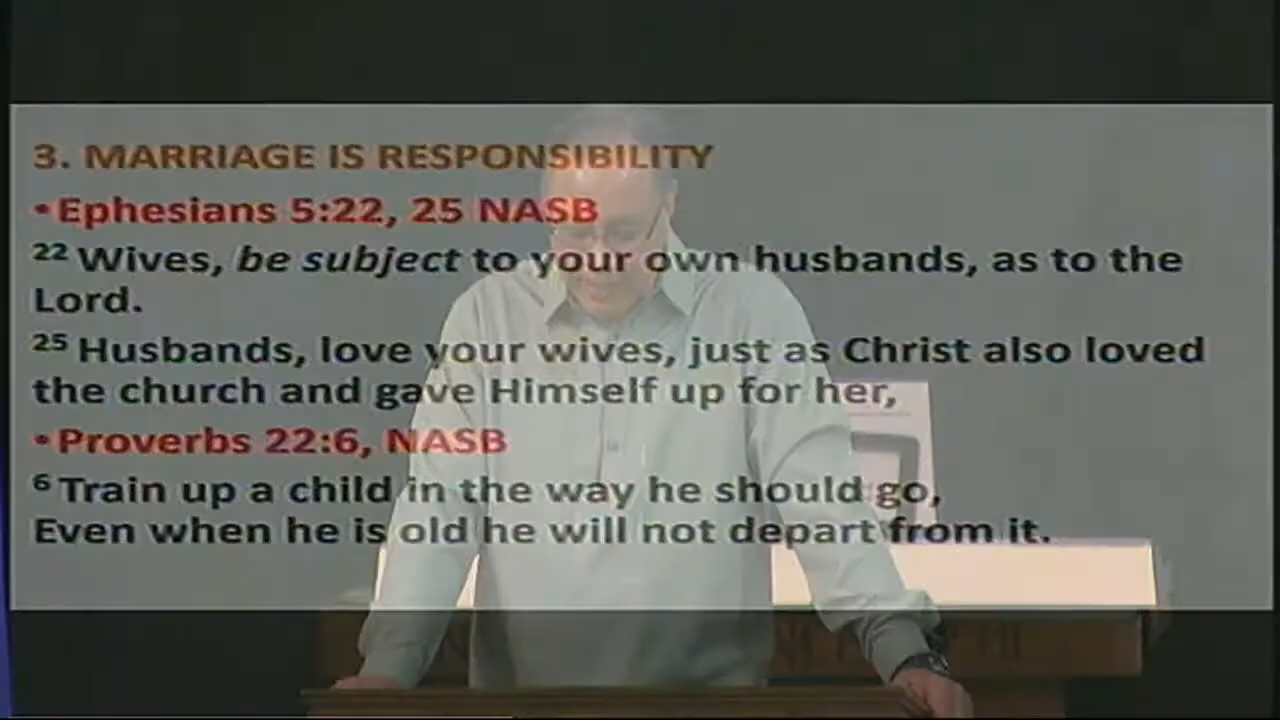 3. MARRIAGE IS RESPONSIBILITY
•Ephesians 5:22, 25 NASB
22 Wives, be subject to your own husbands, as to the
Lord.
25 Husbands, love your wives, just as Christ also loved
the church and gave Himself up for her,
•Proverbs 22:6, NASB
6 Train up a child in the way he should go,
Even when he is old he will not depart from it.